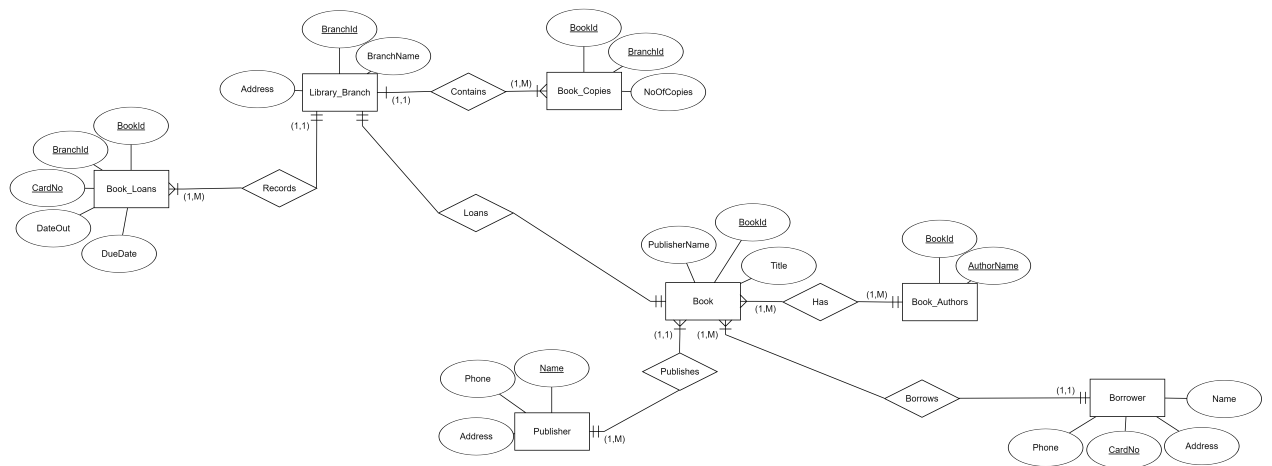 BranchId
BranchName
Address
Library_Branch
(1,1)
Contains
(1,M)
BookId
BranchId
Book_Copies
NoOfCopies
(1,1)
BookId
BranchId
CardNo
Book_Loans
DateOut
DueDate
(1,M)
Records
Loans
PublisherName
BookId
Title
Book
(1,M)
Has
(1,M)
BookId
AuthorName
Book_Authors
(1,1)
(1,M)
Publishes
Phone
Name
Address
Publisher
(1,M)
Borrows
(1,1)
Borrower
Name
Phone
CardNo
Address